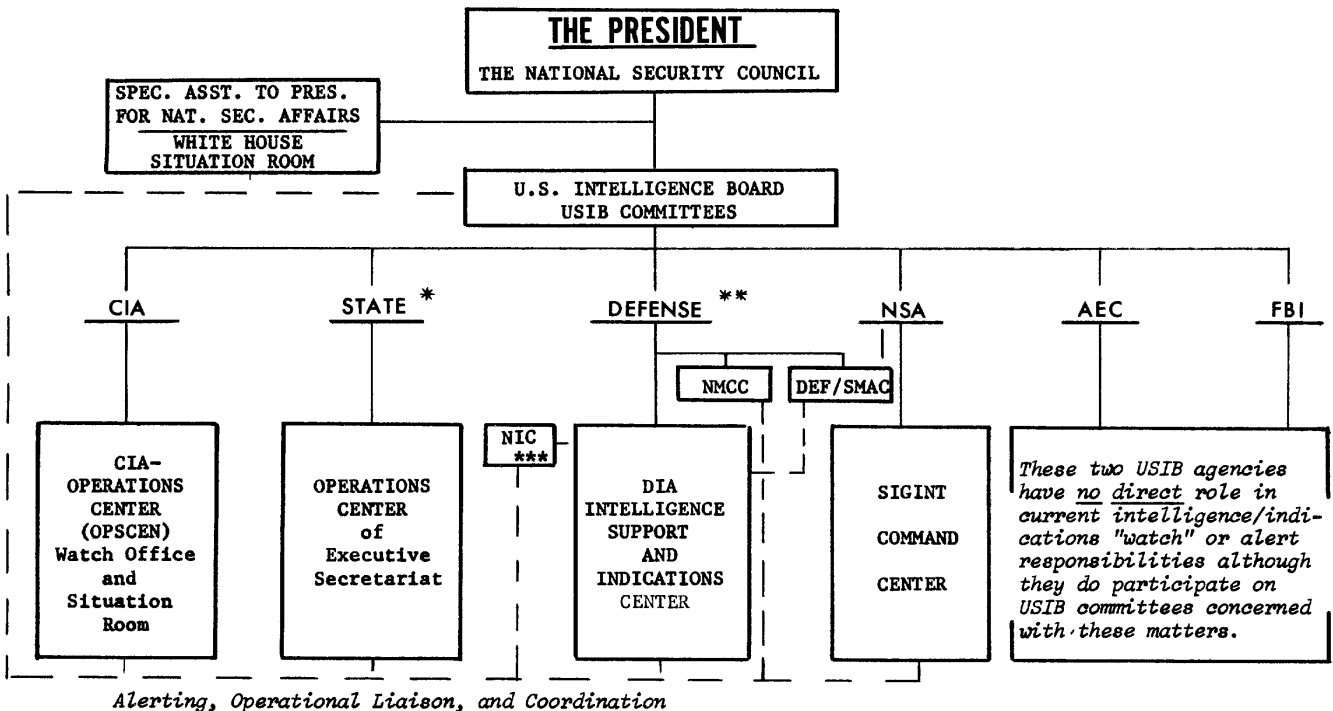 THE PRESIDENT
THE NATIONAL SECURITY COUNCIL
SPEC. ASST. TO PRES.
FOR NAT. SEC. AFFAIRS
WHITE HOUSE
SITUATION ROOM
U.S. INTELLIGENCE BOARD
USIB COMMITTEES
CIA
STATE *
DEFENSE **
NSA
AEC
FBI
NMCC
DEF/SMAC
NIC
***
CIA-
OPERATIONS
CENTER
(OPSCEN)
Watch Office
and
Situation
Room
OPERATIONS
CENTER
of
Executive
Secretariat
DIA
INTELLIGENCE
SUPPORT
AND
INDICATIONS
CENTER
SIGINT
COMMAND
CENTER
These two USIB agencies
have no direct role in
current intelligence/indi-
cations "watch" or alert
responsibilities although
they do participate on
USIB committees concerned
with these matters.
Alerting, Operational Liaison, and Coordination